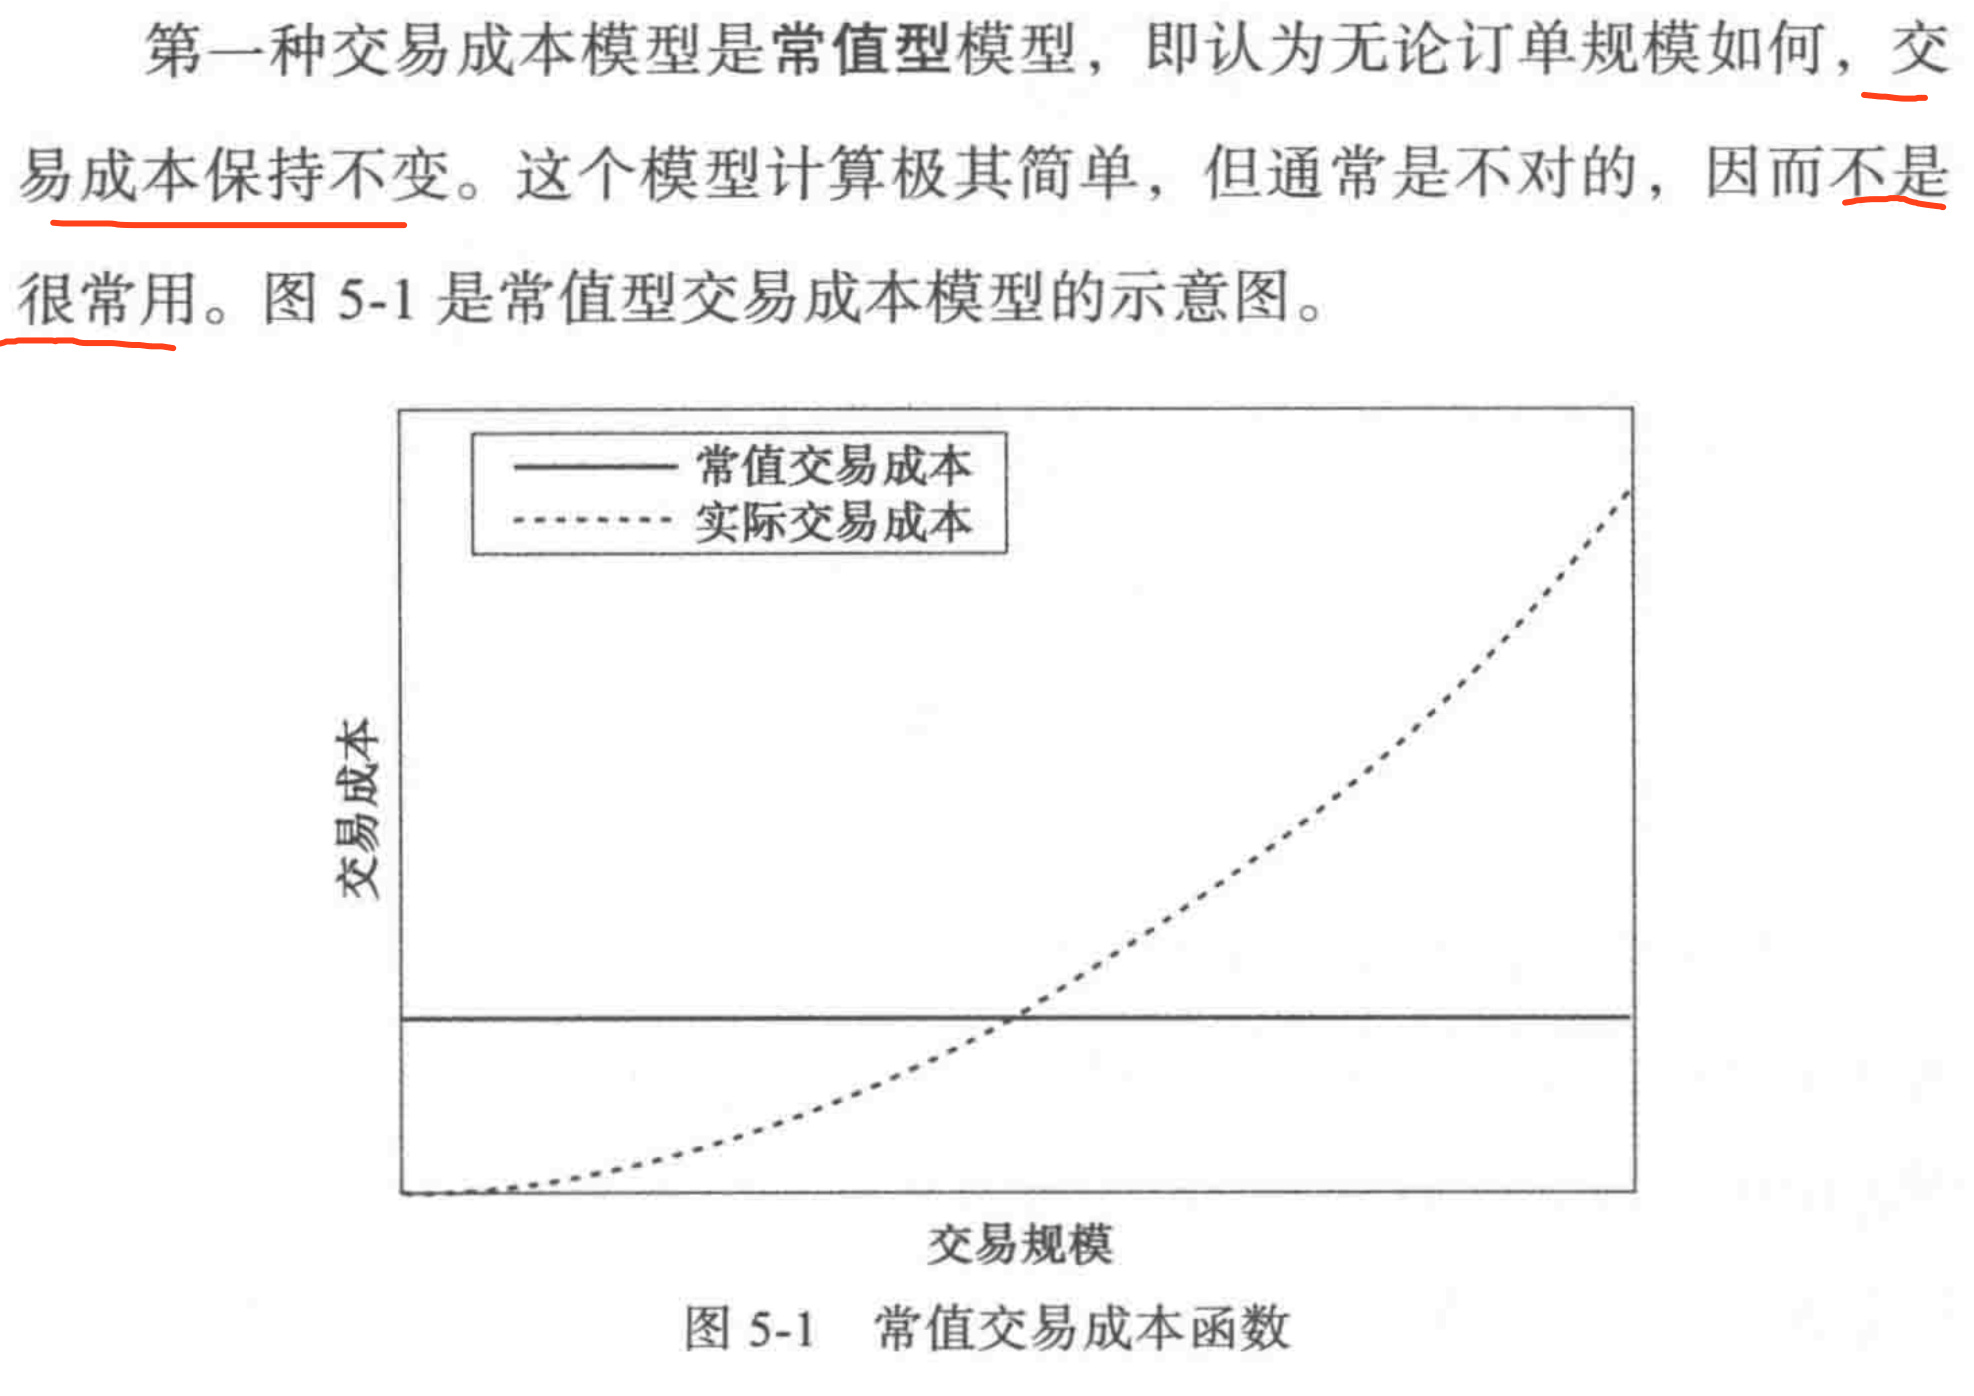 第一种交易成本模型是常值型模型，即认为无论订单规模如何，交
易成本保持不变。这个模型计算极其简单，但通常是不对的，因而不是
很常用。图 5-1 是常值型交易成本模型的示意图。
常值交易成本
实际交易成本
交易成本
交易规模
图 5-1 常值交易成本函数